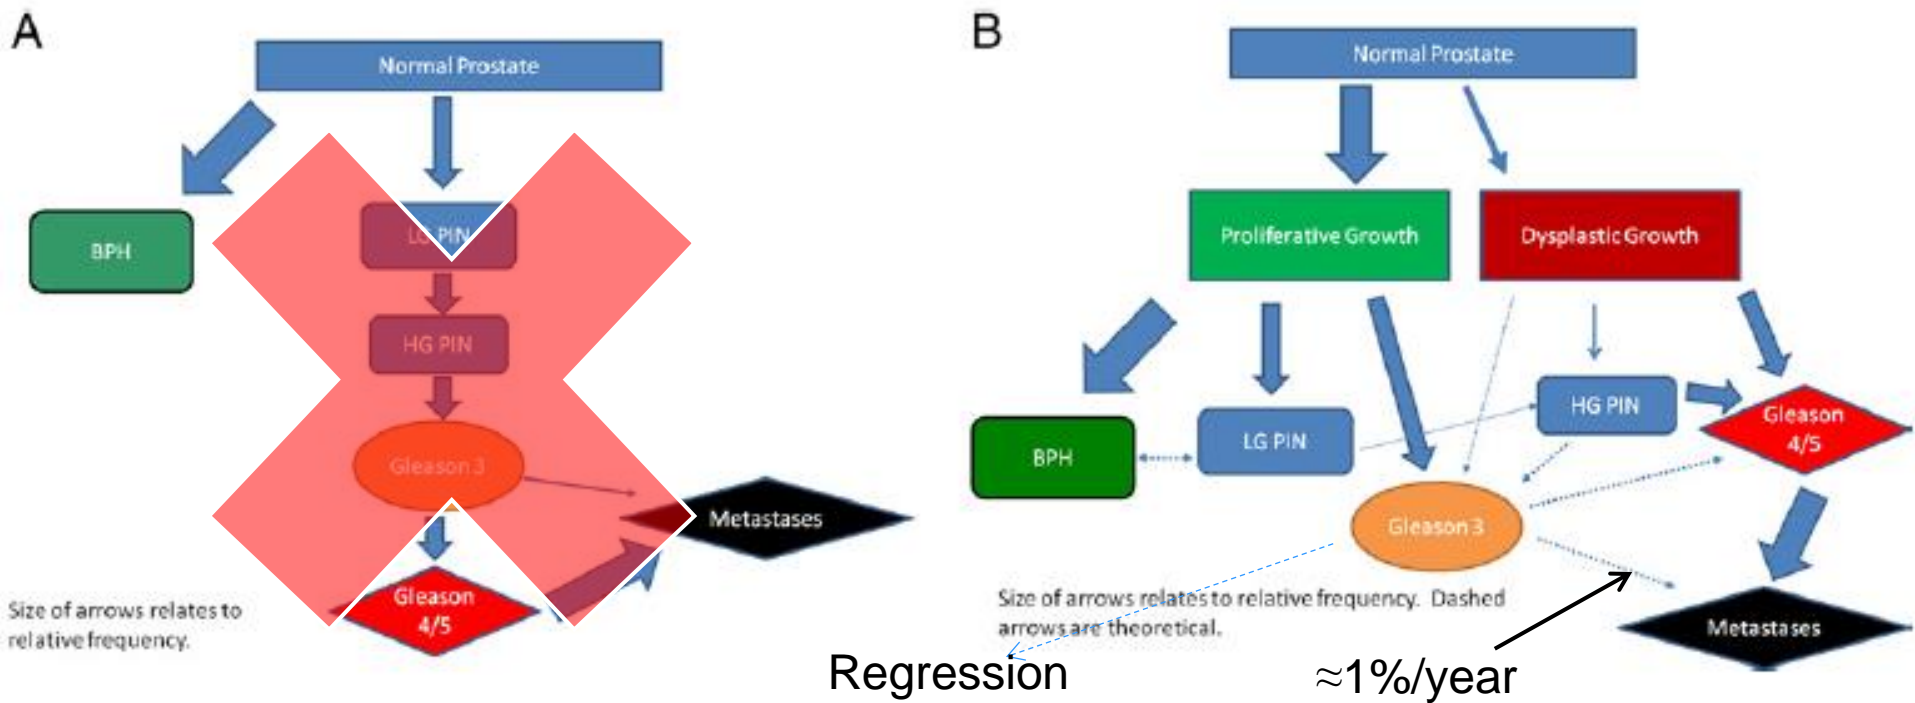 A
Normal Prostate
BPH
LG PIN
HG PIN
Gleason 3
Metastases
Gleason
4/5
Size of arrows relates to
relative frequency.
B
Normal Prostate
Proliferative Growth
Dysplastic Growth
HG PIN
Gleason
4/5
LG PIN
BPH
Gleason 3
Size of arrows relates to relative frequency. Dashed
arrows are theoretical.
Metastases
Regression
≈1%/year